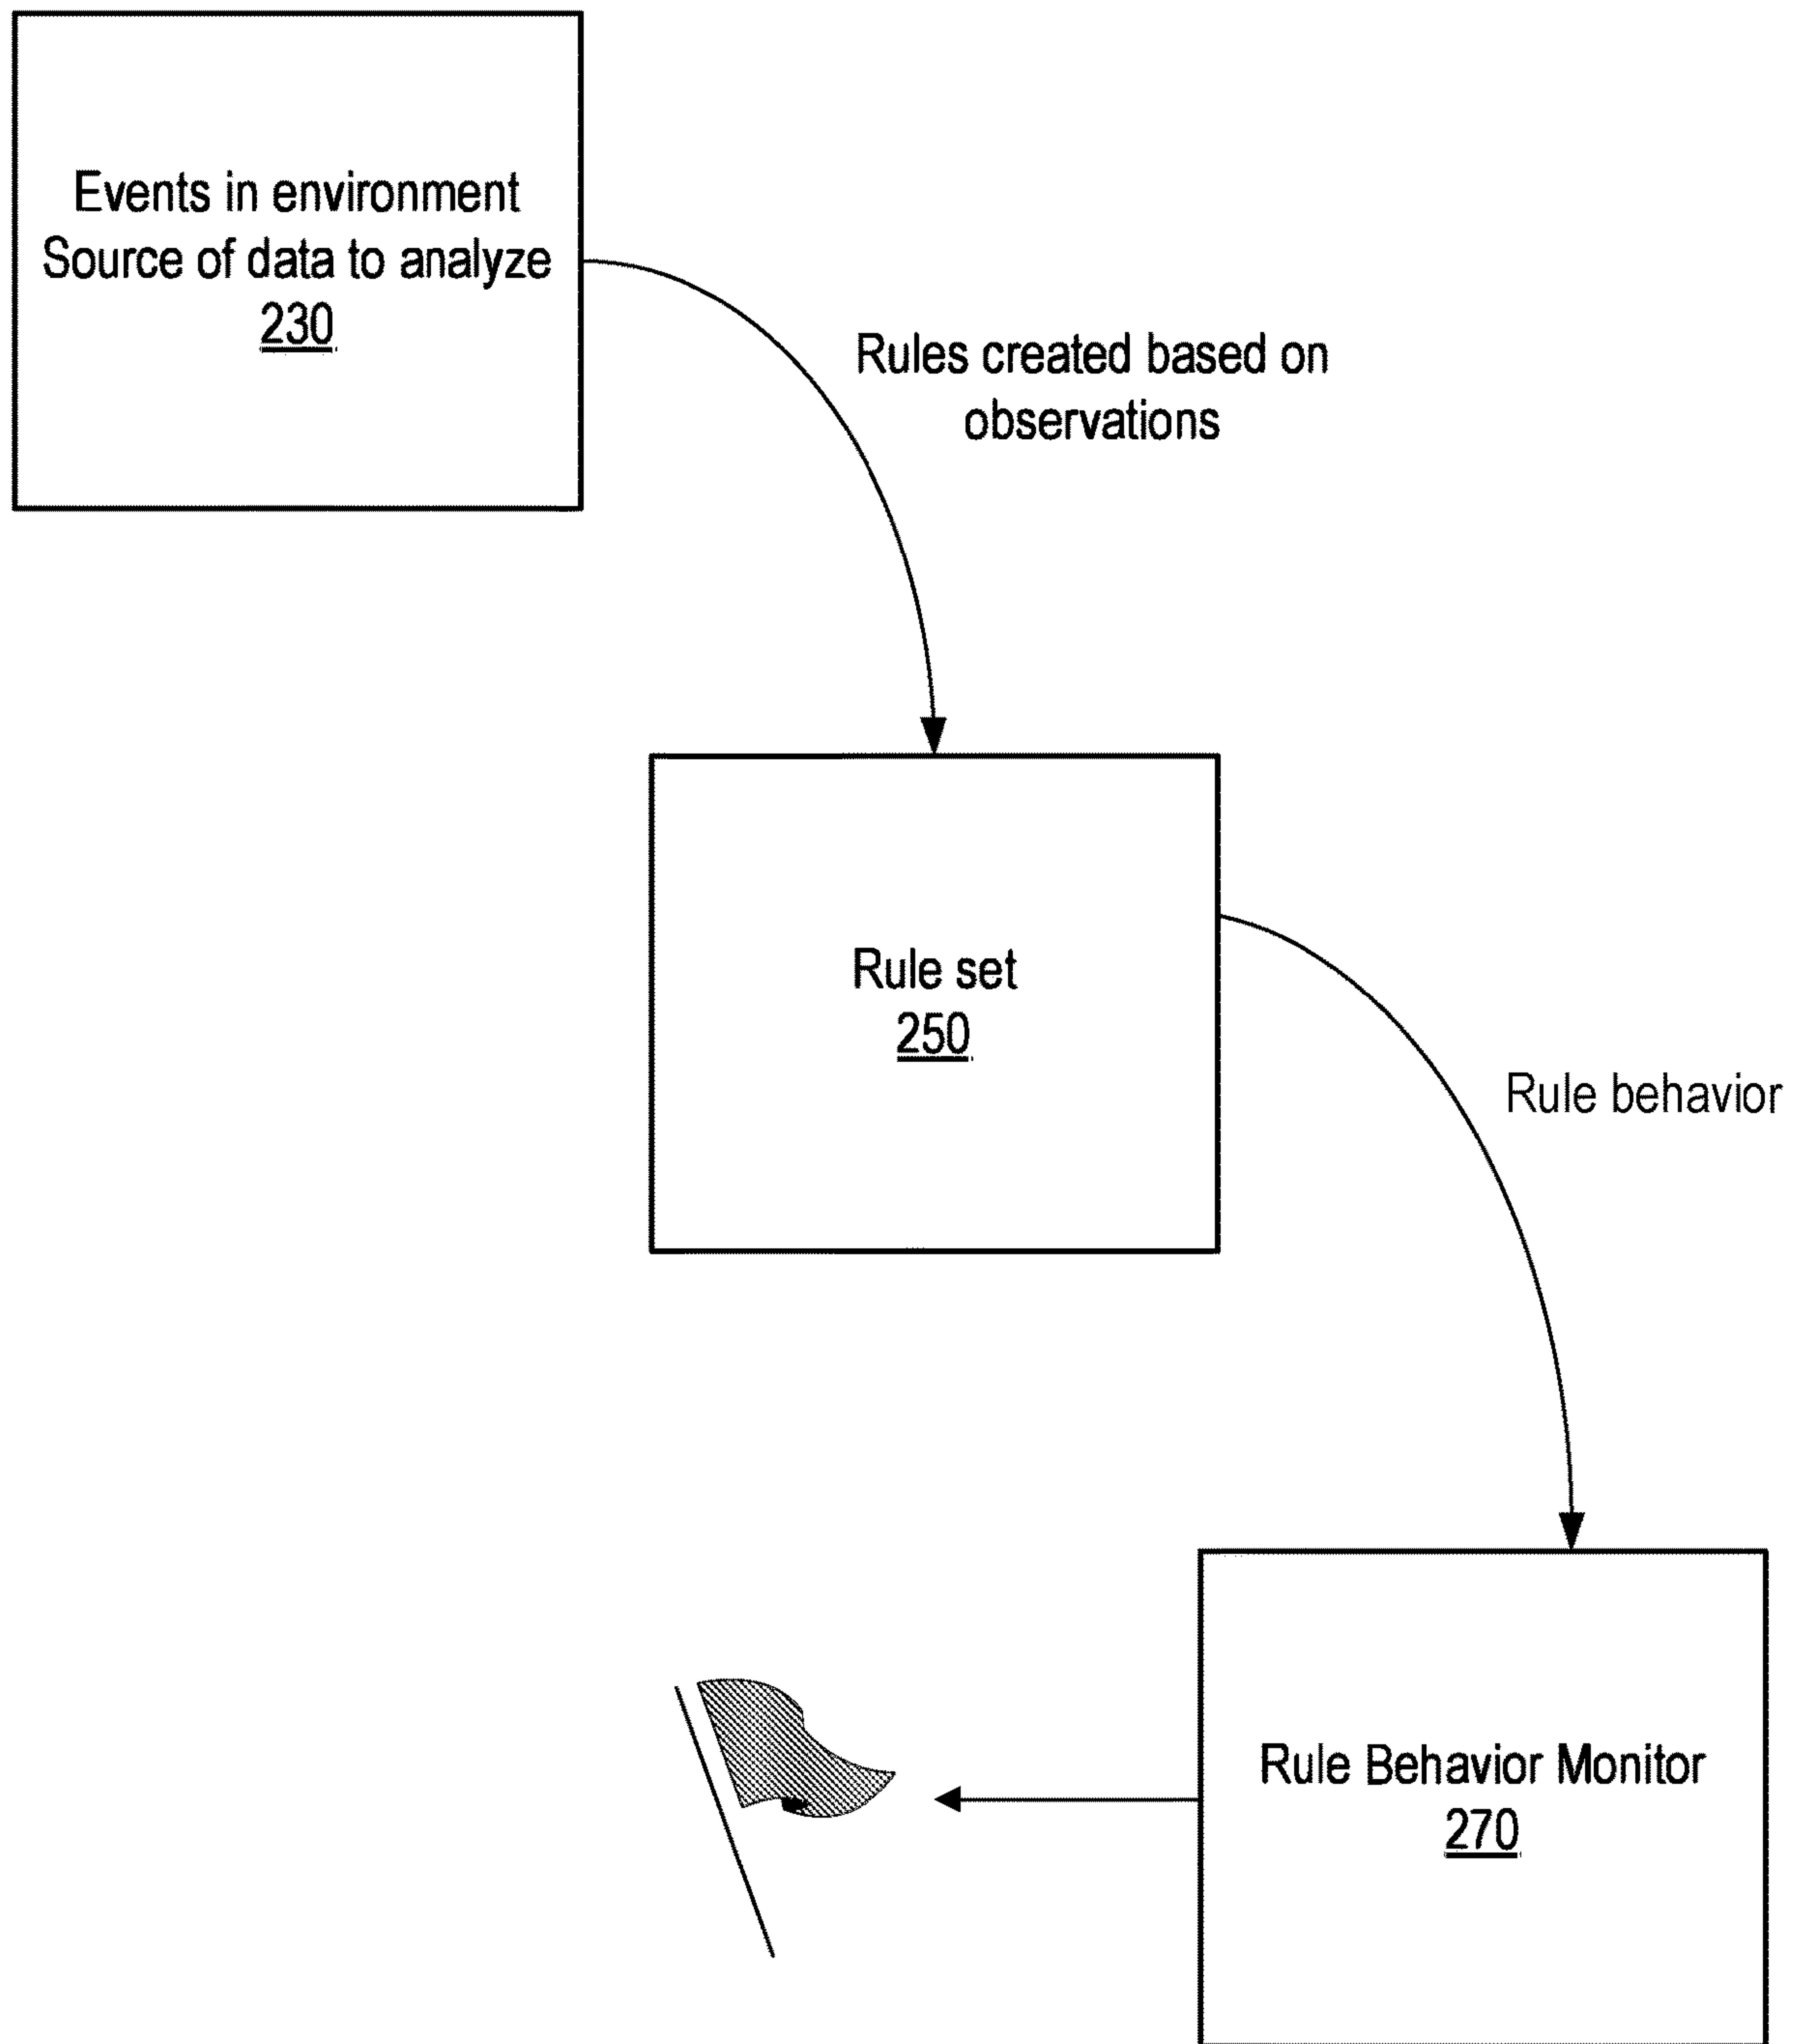 Events in environment
Source of data to analyze
230
Rules created based on
observations
Rule set
250
Rule behavior
Rule Behavior Monitor
270